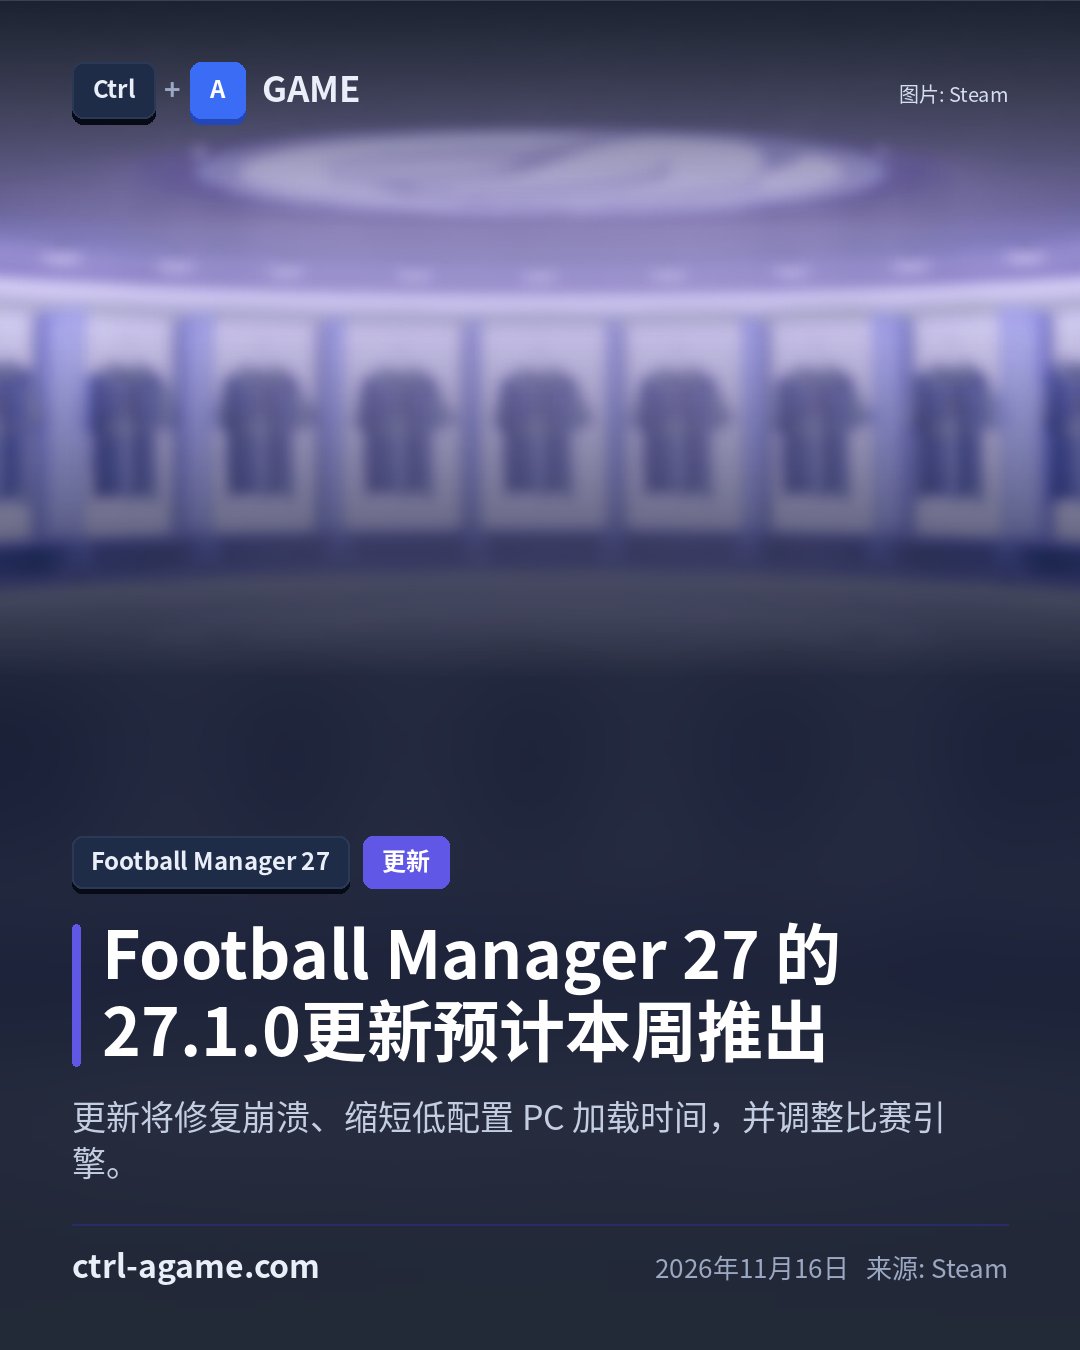 Ctrl + A GAME
图片: Steam
Football Manager 27
更新
Football Manager 27 的
27.1.0更新预计本周推出
更新将修复崩溃、缩短低配置 PC 加载时间，并调整比赛引
擎。
ctrl-agame.com
2026年11月16日 来源: Steam